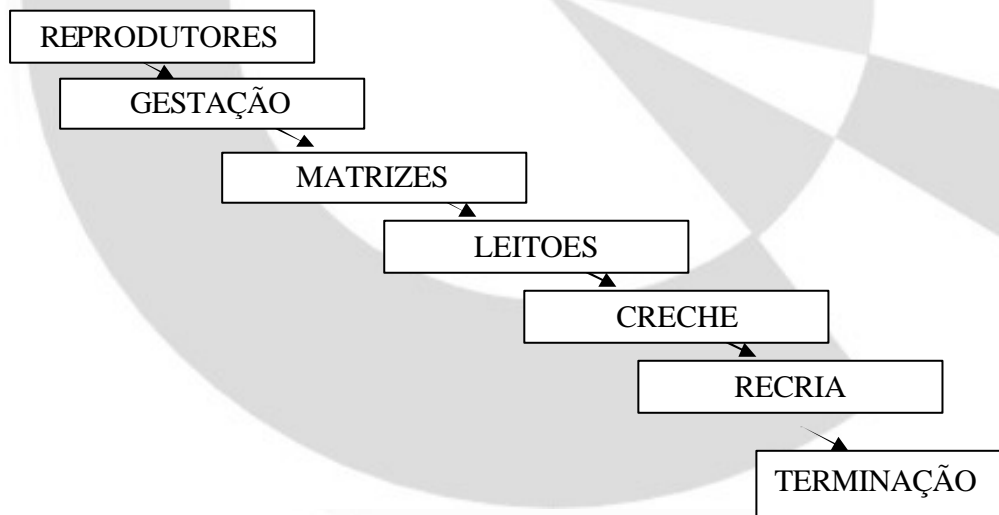 REPRODUTORES
GESTAÇÃO
MATRIZES
LEITOES
CRECHE
RECRIA
TERMINAÇÃO